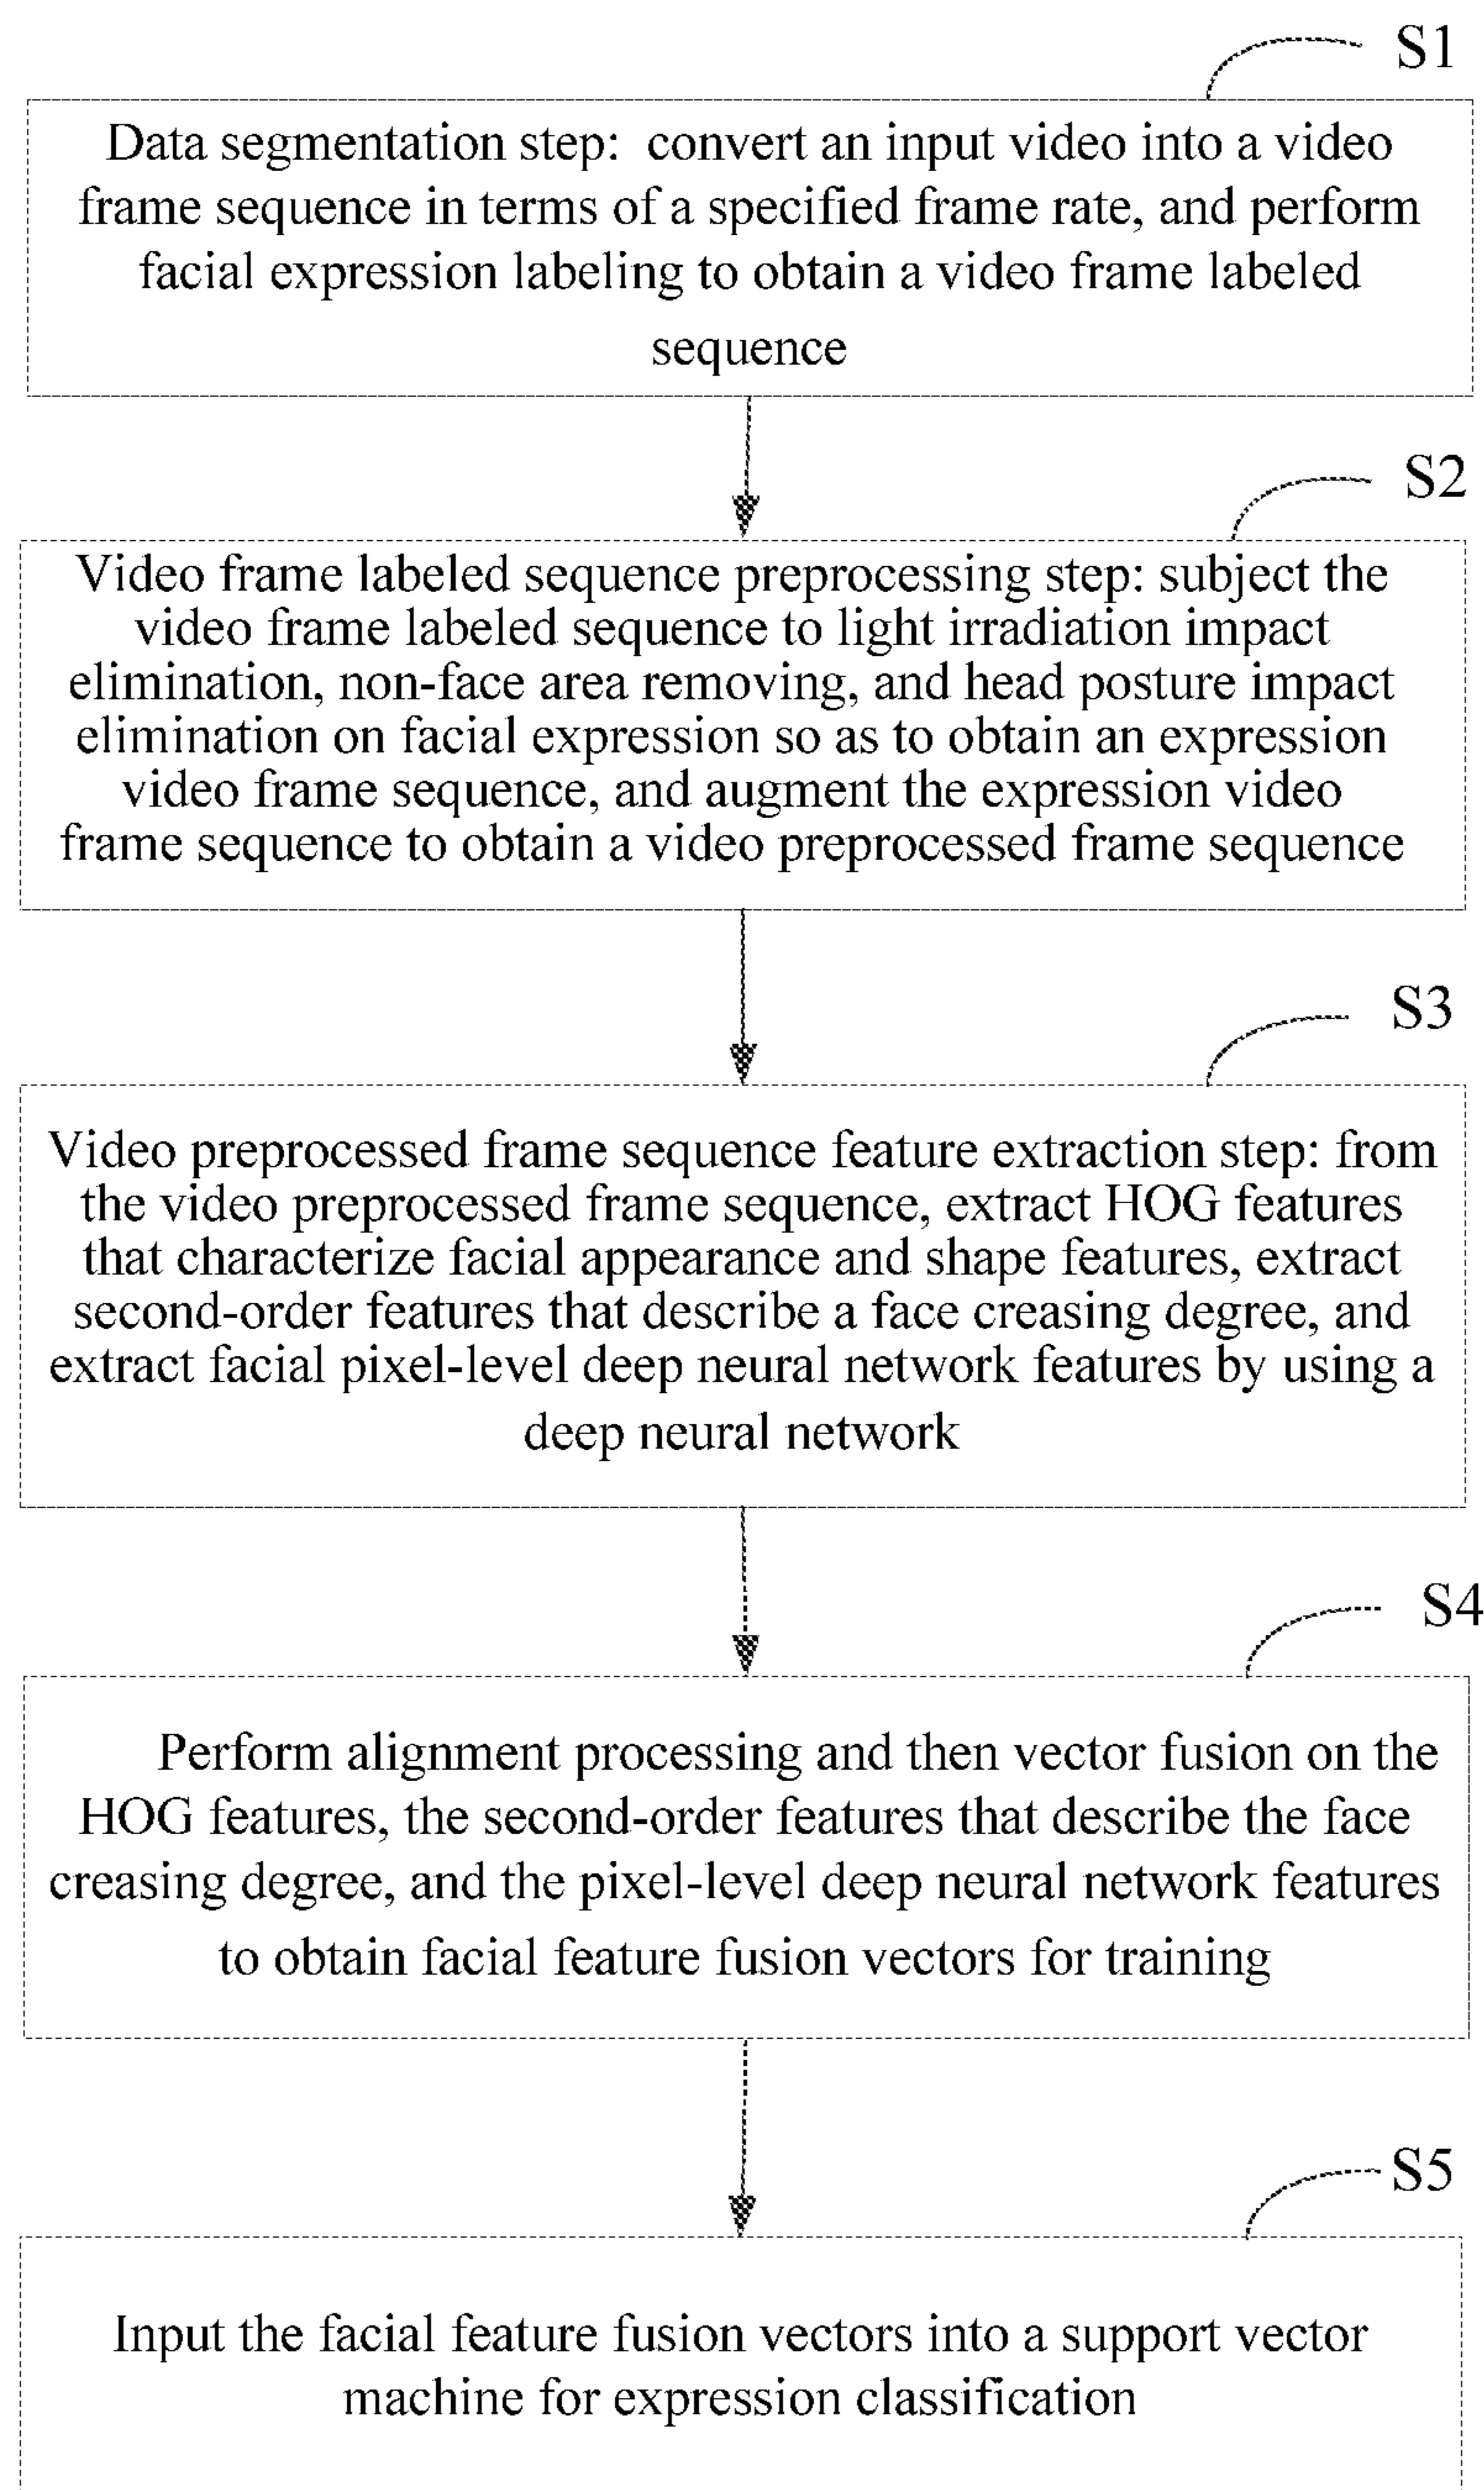 S1
Data segmentation step: convert an input video into a video
frame sequence in terms of a specified frame rate, and perform
facial expression labeling to obtain a video frame labeled
sequence
S2
Video frame labeled sequence preprocessing step: subject the
video frame labeled sequence to light irradiation impact
elimination, non-face area removing, and head posture impact
elimination on facial expression so as to obtain an expression
video frame sequence, and augment the expression video
frame sequence to obtain a video preprocessed frame sequence
S3
Video preprocessed frame sequence feature extraction step: from
the video preprocessed frame sequence, extract HOG features
that characterize facial appearance and shape features, extract
second-order features that describe a face creasing degree, and
extract facial pixel-level deep neural network features by using a
deep neural network
S4
Perform alignment processing and then vector fusion on the
HOG features, the second-order features that describe the face
creasing degree, and the pixel-level deep neural network features
to obtain facial feature fusion vectors for training
S5
Input the facial feature fusion vectors into a support vector
machine for expression classification